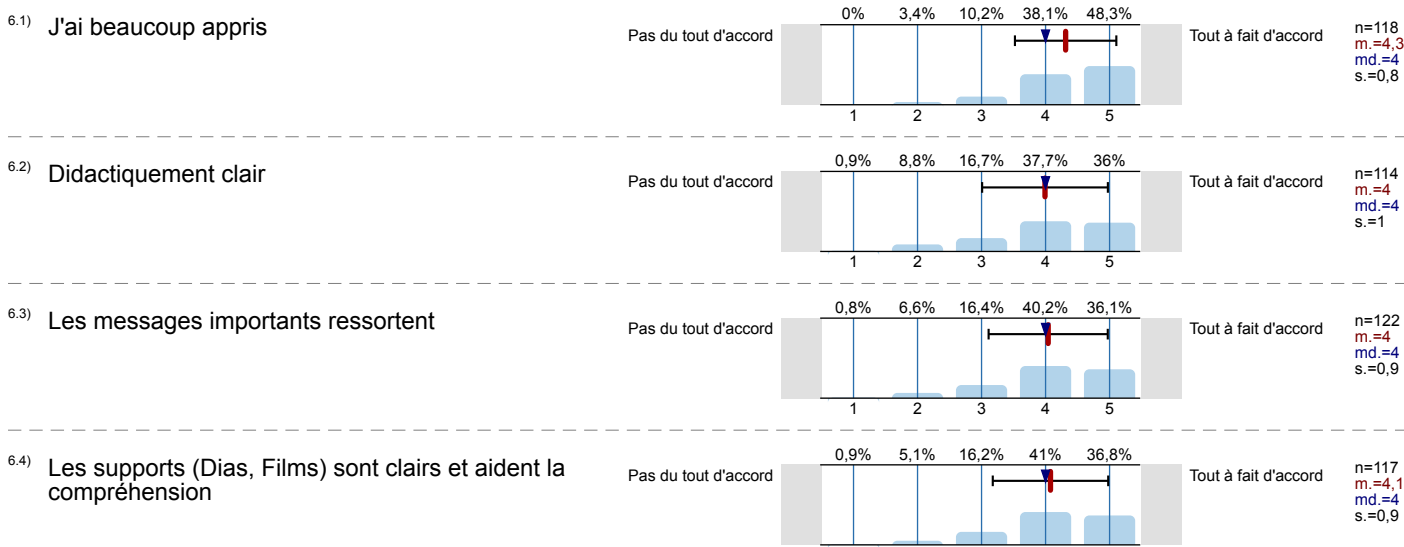 6.1) J'ai beaucoup appris
Pas du tout d'accord
0% 3,4% 10,2% 38,1% 48,3%
1 2 3 4 5
Tout à fait d'accord
n=118
m.=4,3
md.=4
s.=0,8
6.2) Didactiquement clair
Pas du tout d'accord
0,9% 8,8% 16,7% 37,7% 36%
1 2 3 4 5
Tout à fait d'accord
n=114
m.=4
md.=4
s.=1
6.3) Les messages importants ressortent
Pas du tout d'accord
0,8% 6,6% 16,4% 40,2% 36,1%
1 2 3 4 5
Tout à fait d'accord
n=122
m.=4
md.=4
s.=0,9
6.4) Les supports (Dias, Films) sont clairs et aident la
compréhension
Pas du tout d'accord
0,9% 5,1% 16,2% 41% 36,8%
Tout à fait d'accord
n=117
m.=4,1
md.=4
s.=0,9